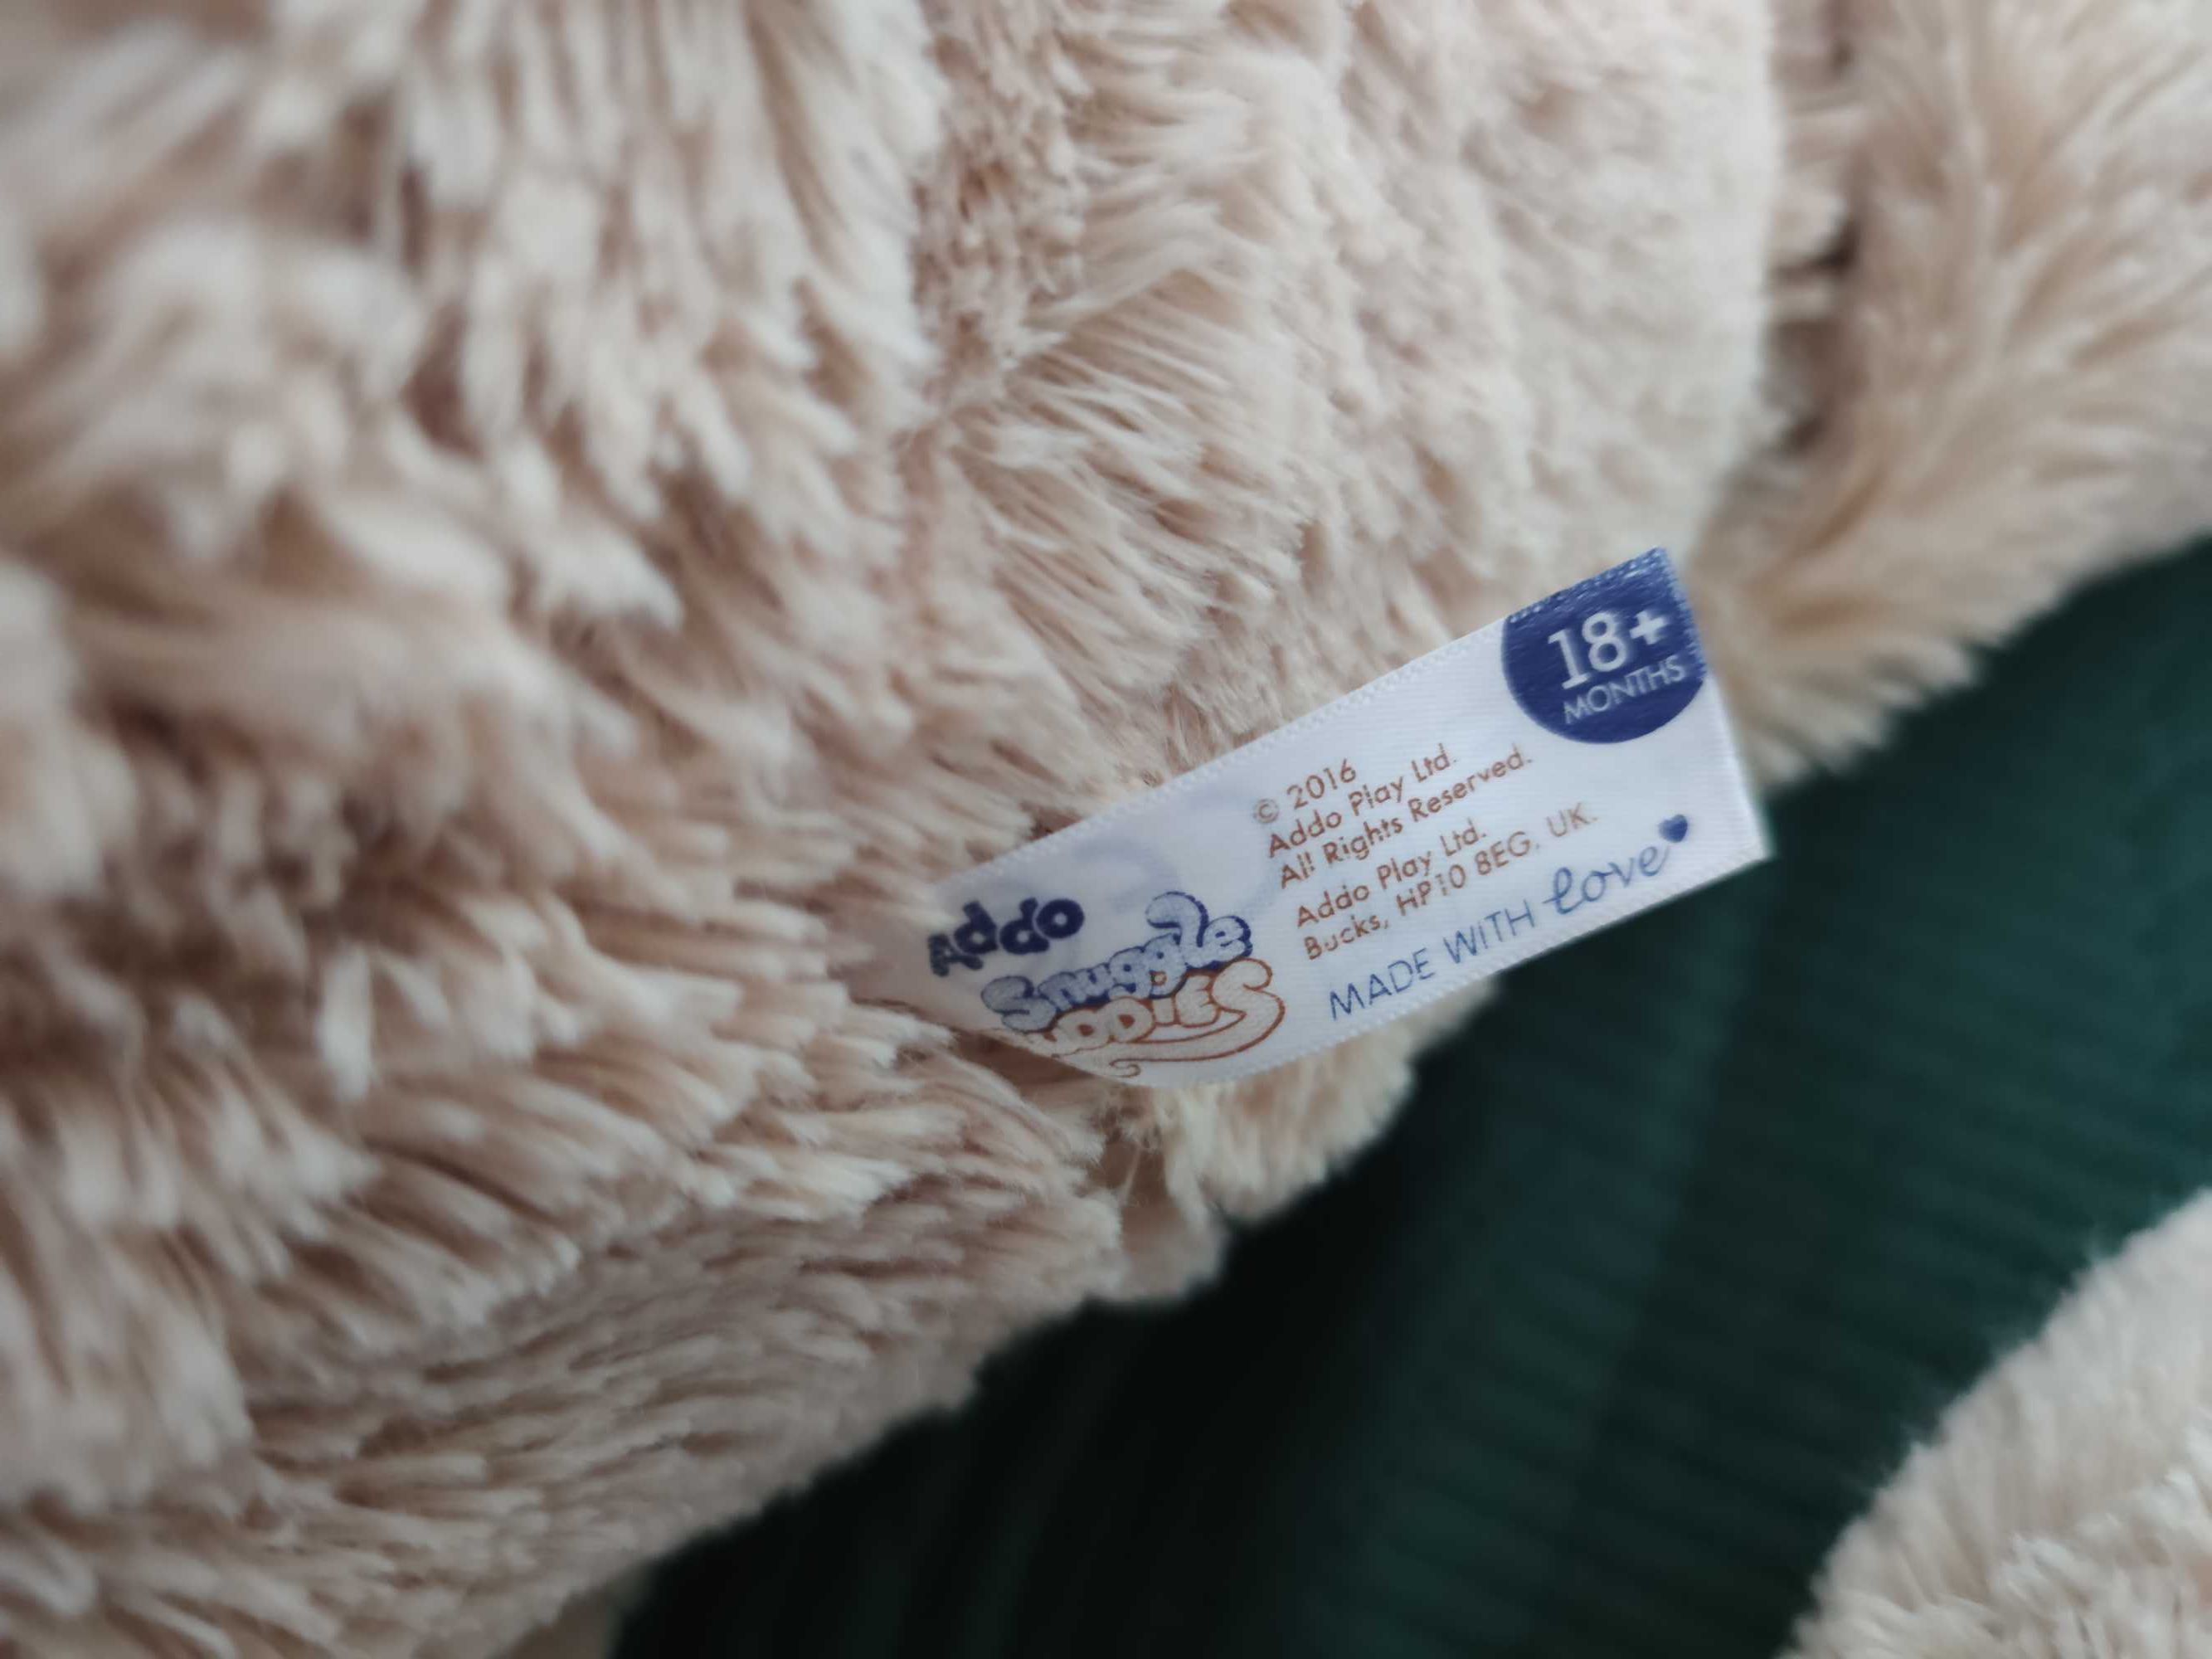 Addo
Snuggle
18+
MONTHS
© 2016
Addo Play Ltd.
All Rights Reserved.
Addo Play Ltd.
Bucks, HP10 8EG. UK.
MADE WITH love